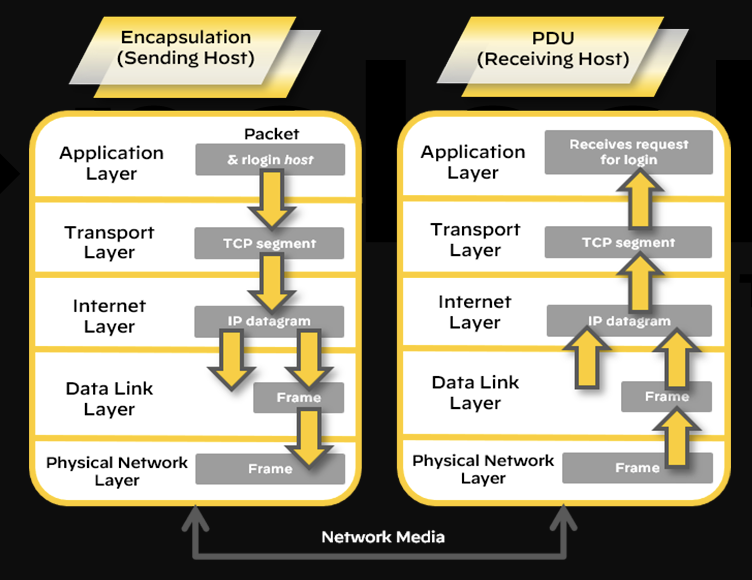 Encapsulation
(Sending Host)
PDU
(Receiving Host)
Packet
Application
Layer
& rlogin host
Transport
Layer
TCP segment
Internet
Layer
IP datagram
Data Link
Layer
Frame
Physical Network
Layer
Frame
Application
Layer
Receives request
for login
Transport
Layer
TCP segment
Internet
Layer
IP datagram
Data Link
Layer
Frame
Physical Network
Layer
Frame
Network Media